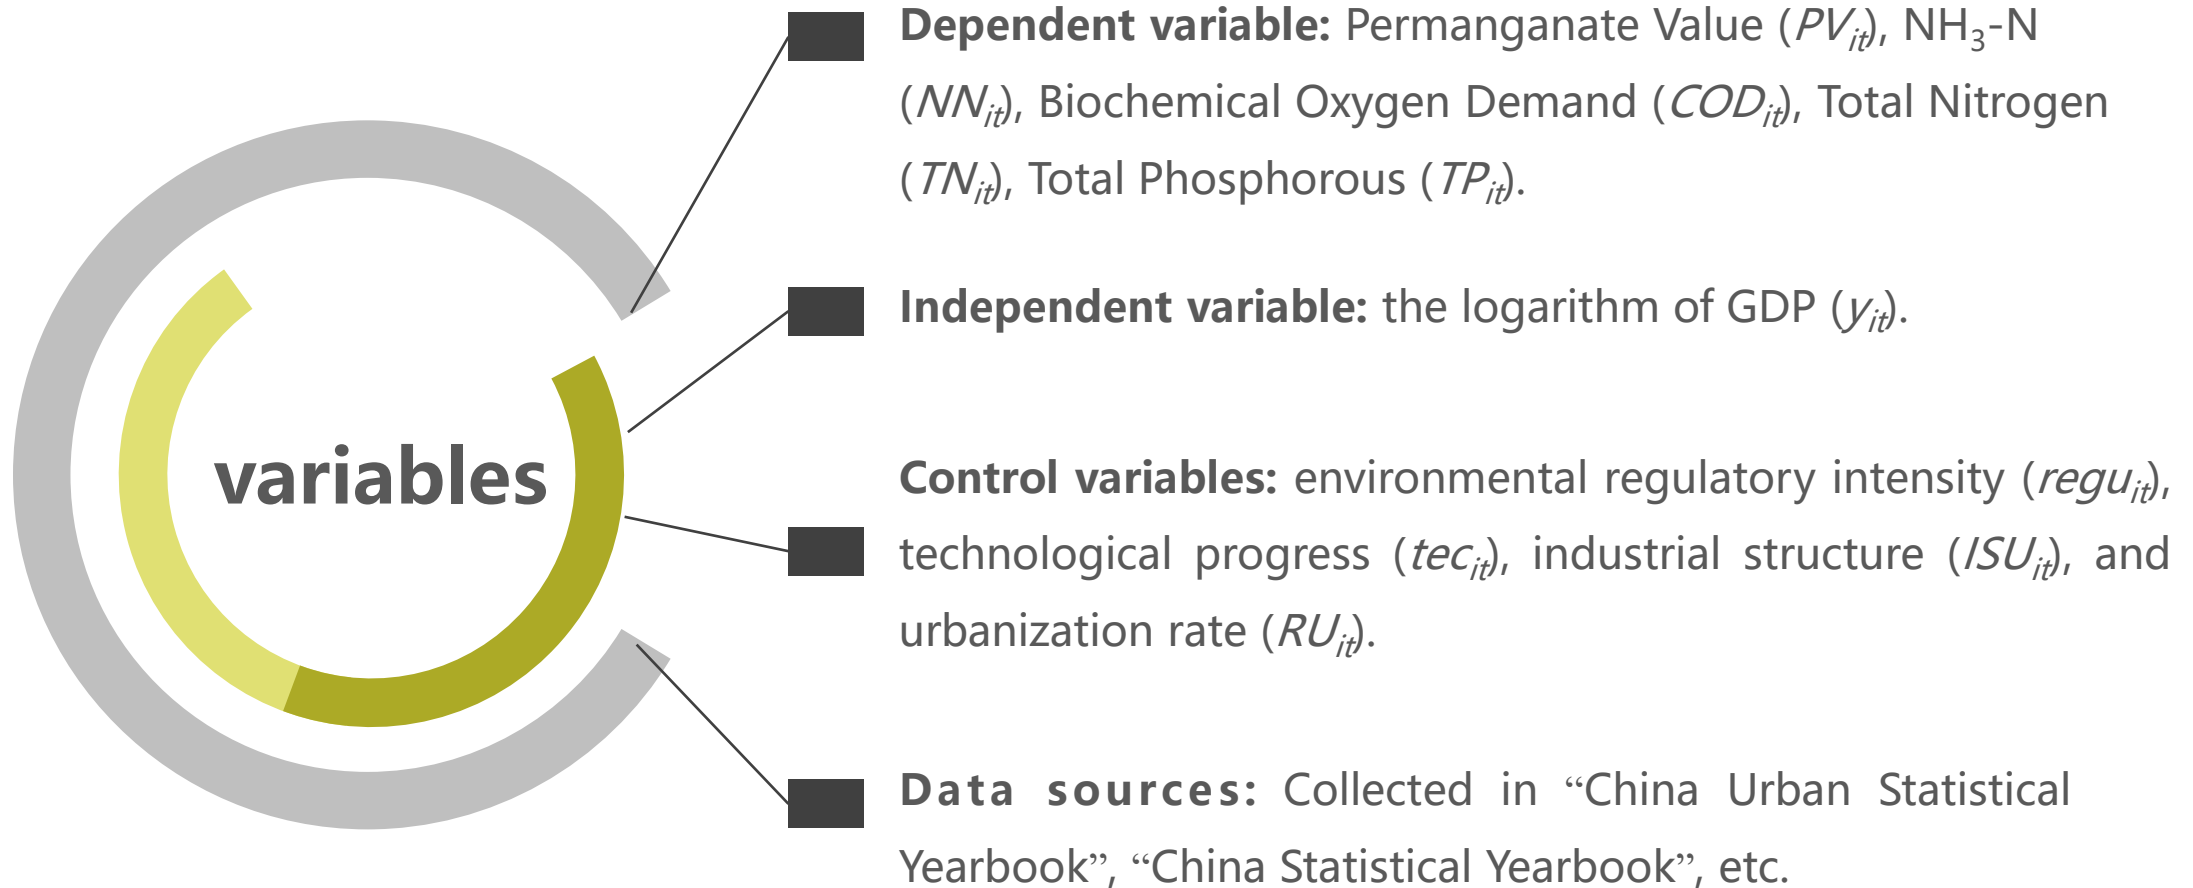 variables
Dependent variable: Permanganate Value (PVit), NH3-N
(NNit), Biochemical Oxygen Demand (CODit), Total Nitrogen
(TNit), Total Phosphorous (TPit).
Independent variable: the logarithm of GDP (yit).
Control variables: environmental regulatory intensity (reguit),
technological progress (tecit), industrial structure (ISUit), and
urbanization rate (RUit).
Data sources: Collected in “China Urban Statistical
Yearbook”, “China Statistical Yearbook”, etc.